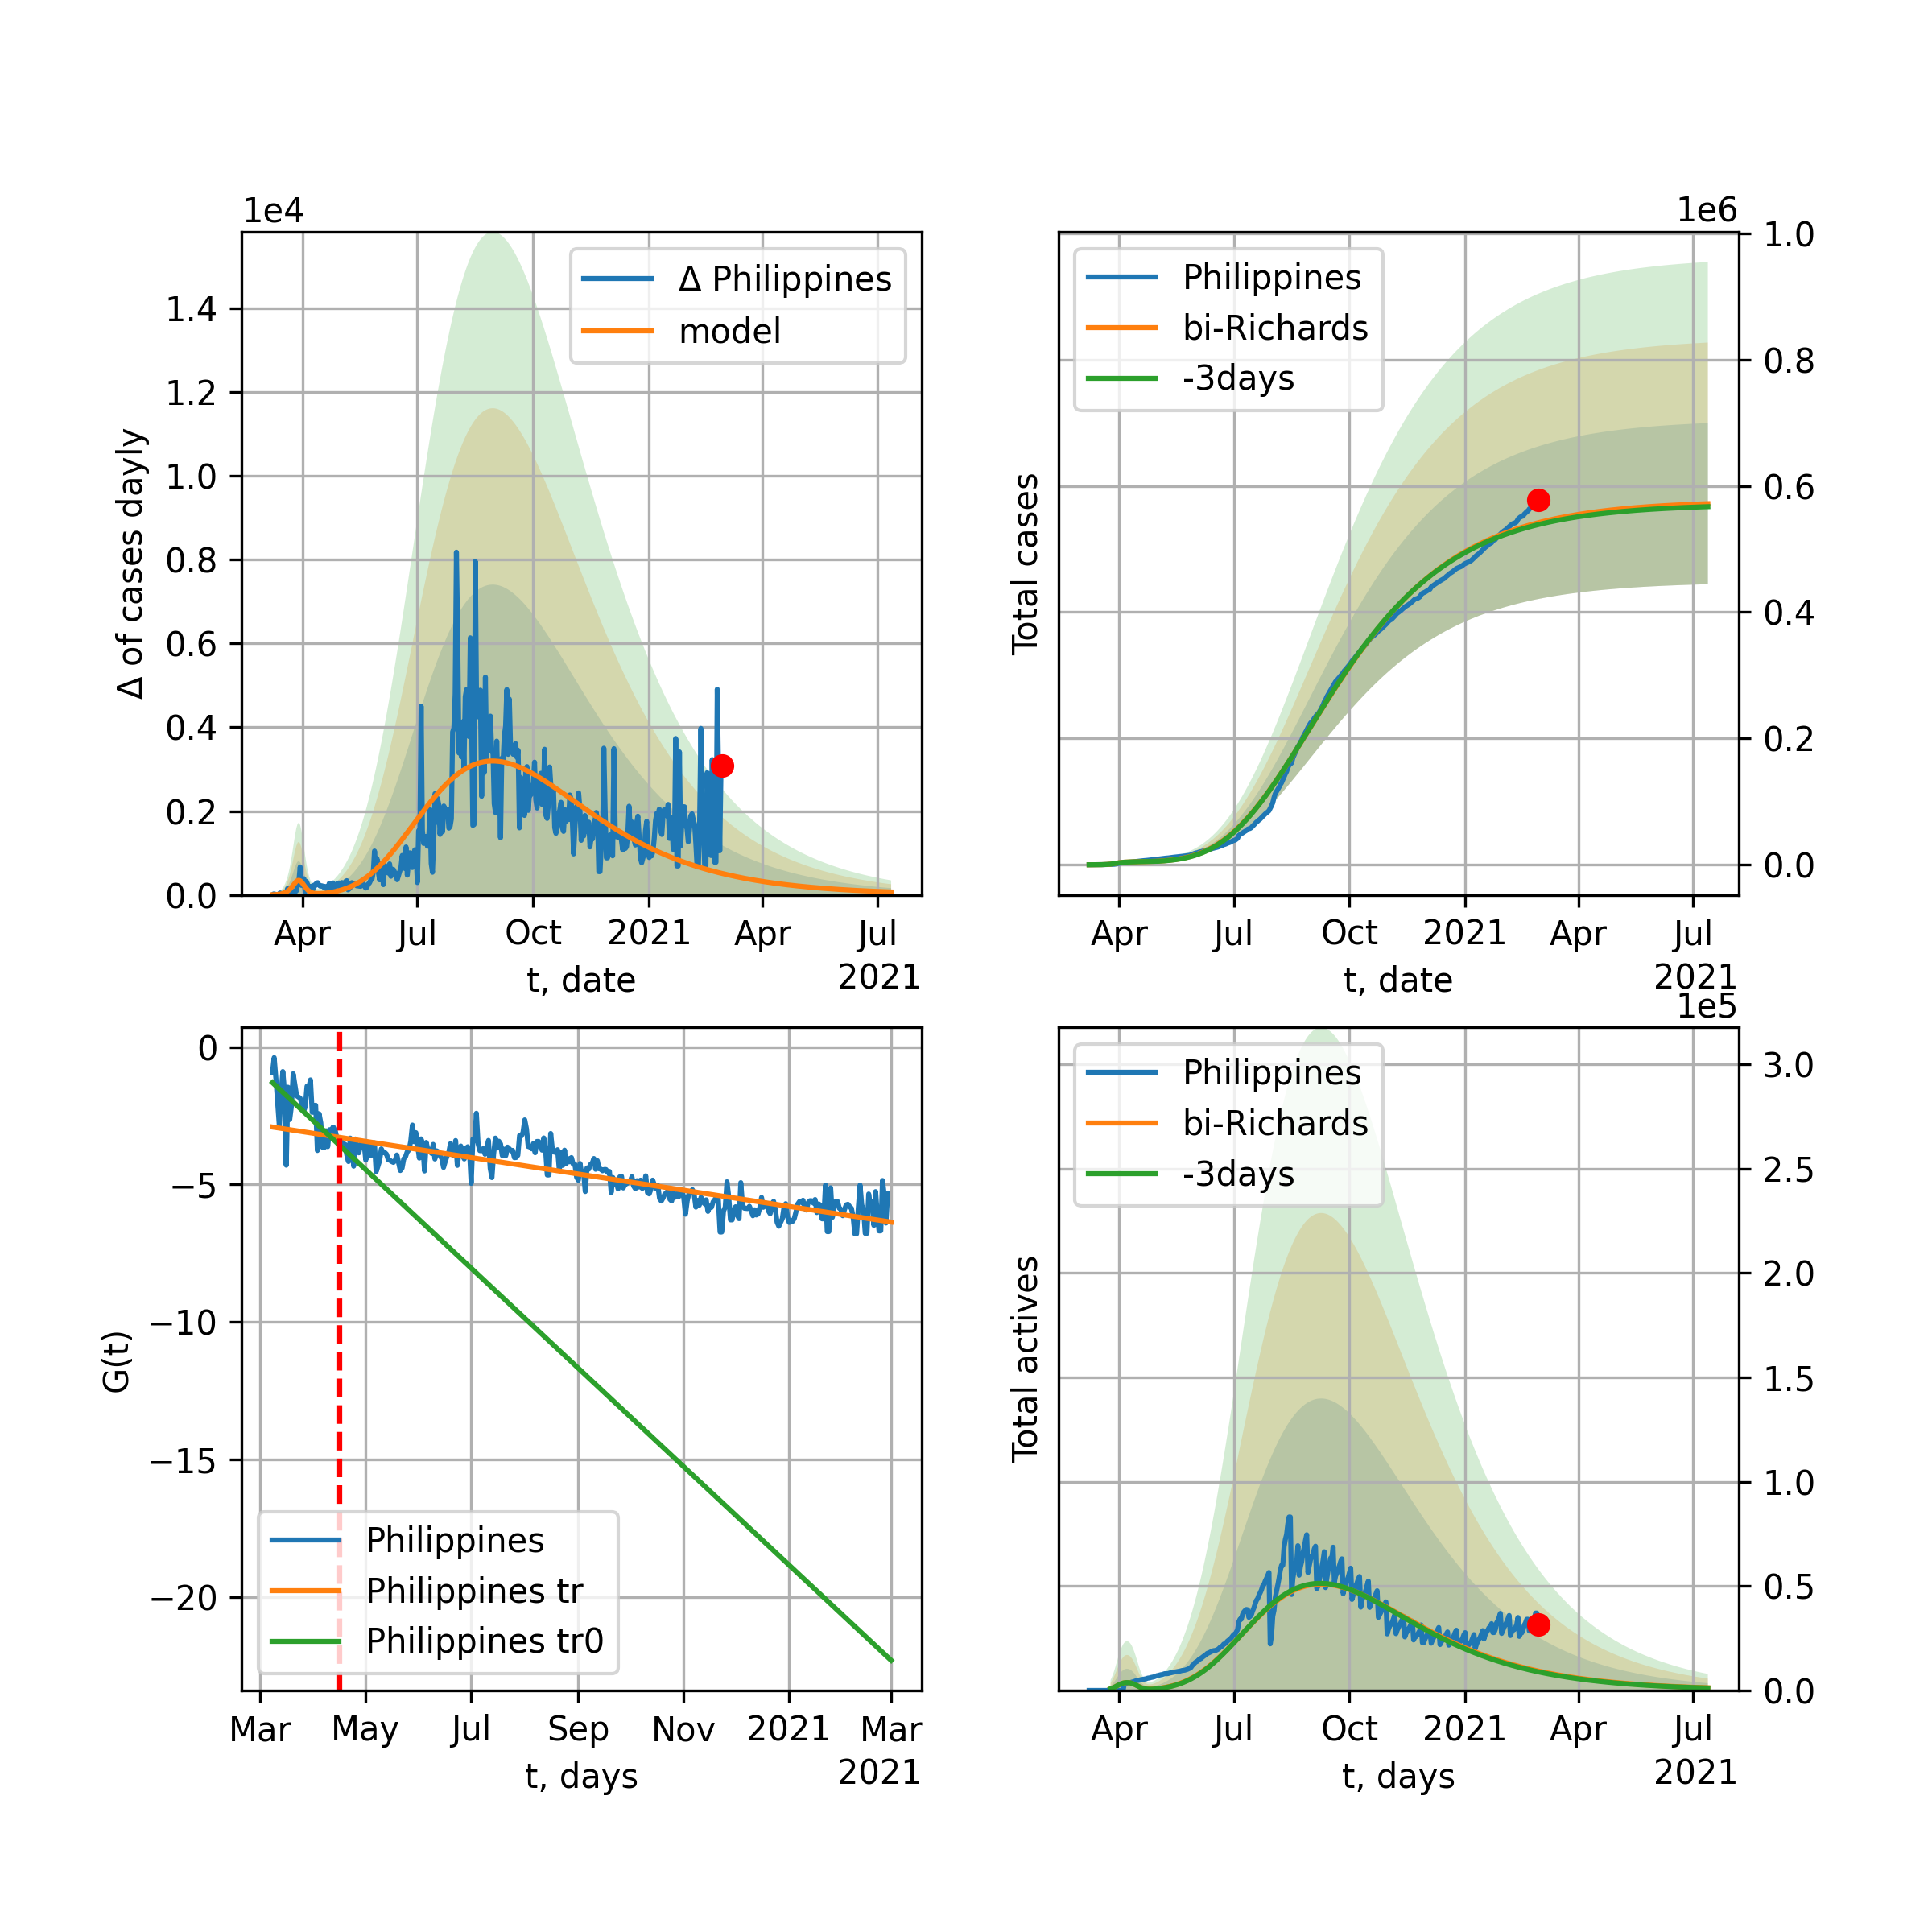 1e4
1.4
1.2
1.0
0.8
0.6
0.4
0.2
0.0
Δ of cases dayly
Δ Philippines
model
Apr Jul Oct 2021 Apr Jul
2021
t, date
1e6
1.0
0.8
0.6
0.4
0.2
0.0
Total cases
Philippines
bi-Richards
-3days
Apr Jul Oct 2021 Apr Jul
2021
t, date
0
−5
−10
−15
−20
G(t)
Philippines
Philippines tr
Philippines tr0
Mar May Jul Sep Nov 2021 Mar
2021
t, days
1e5
3.0
2.5
2.0
1.5
1.0
0.5
0.0
Total actives
Philippines
bi-Richards
-3days
Apr Jul Oct 2021 Apr Jul
2021
t, days